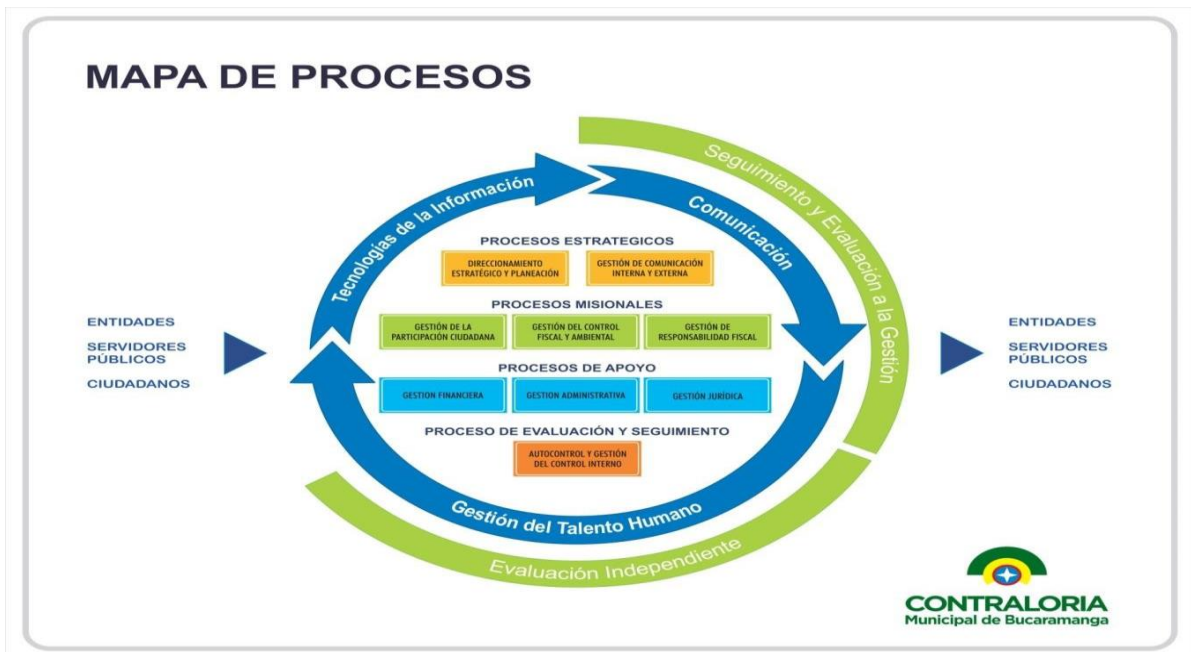 MAPA DE PROCESOS
Seguimiento y Evaluación a la Gestión
Tecnologías de la Información
Comunicación
PROCESOS ESTRATEGICOS
DIRECCIONAMIENTO
ESTRATÉGICO Y PLANEACIÓN
GESTIÓN DE COMUNICACIÓN
INTERNA Y EXTERNA
PROCESOS MISIONALES
GESTIÓN DE LA
PARTICIPACIÓN CIUDADANA
GESTIÓN DEL CONTROL
FISCAL Y AMBIENTAL
GESTIÓN DE
RESPONSABILIDAD FISCAL
PROCESOS DE APOYO
GESTION FINANCIERA
GESTION ADMINISTRATIVA
GESTIÓN JURÍDICA
PROCESO DE EVALUACIÓN Y SEGUIMIENTO
AUTOCONTROL Y GESTIÓN
DEL CONTROL INTERNO
ENTIDADES
SERVIDORES
PÚBLICOS
CIUDADANOS
ENTIDADES
SERVIDORES
PÚBLICOS
CIUDADANOS
Gestión del Talento Humano
Evaluación Independiente
CONTRALORIA
Municipal de Bucaramanga